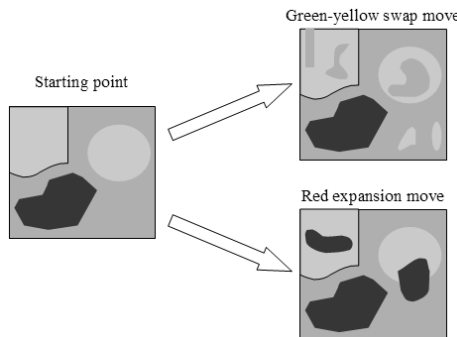 Green-yellow swap move
Starting point
Red expansion move